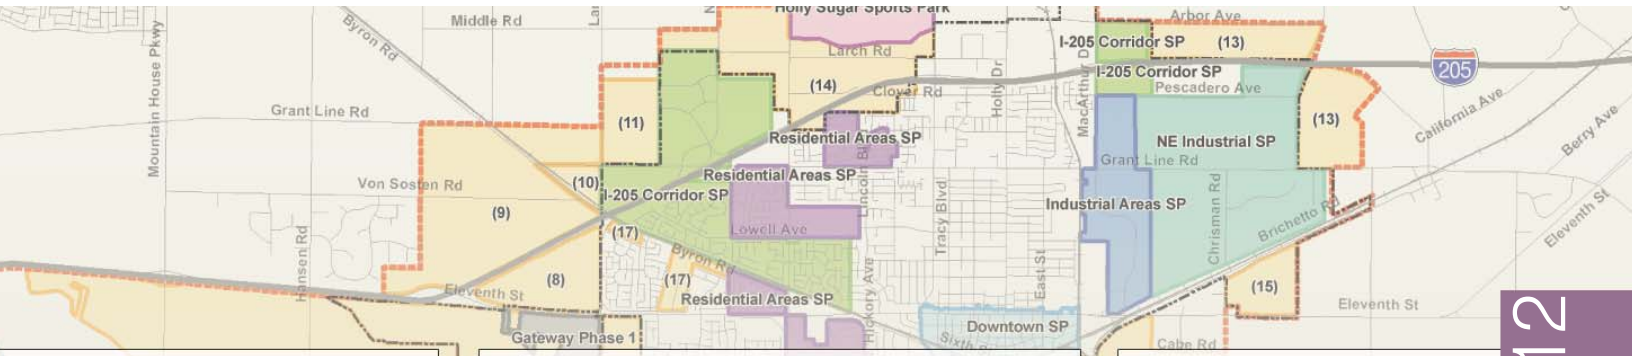 Holly Sugar Sports Park
Arbor Ave
Middle Rd
Byron Rd
Mountain House Pkwy
I-205 Corridor SP
(13)
Larch Rd
205
I-205 Corridor SP
Pescadero Ave
(14)
Clover Rd
Holly Dr
MacArthur D
California Ave
Berry Ave
Grant Line Rd
(11)
(13)
Residential Areas SP
NE Industrial SP
Grant Line Rd
Residential Areas SP
Von Sosten Rd
(10)
I-205 Corridor SP
Lincoln Bl
Tracy Blvd
Industrial Areas SP
(9)
Chrisman Rd
Brichetto Rd
Eleventh St
(17)
Lowell Ave
Hansen Rd
Byron Rd
(8)
(17)
Eleventh St
Residential Areas SP
Hickory Ave
East St
(15)
Eleventh St
Gateway Phase 1
Downtown SP
Sixth S
Cabe Rd
12